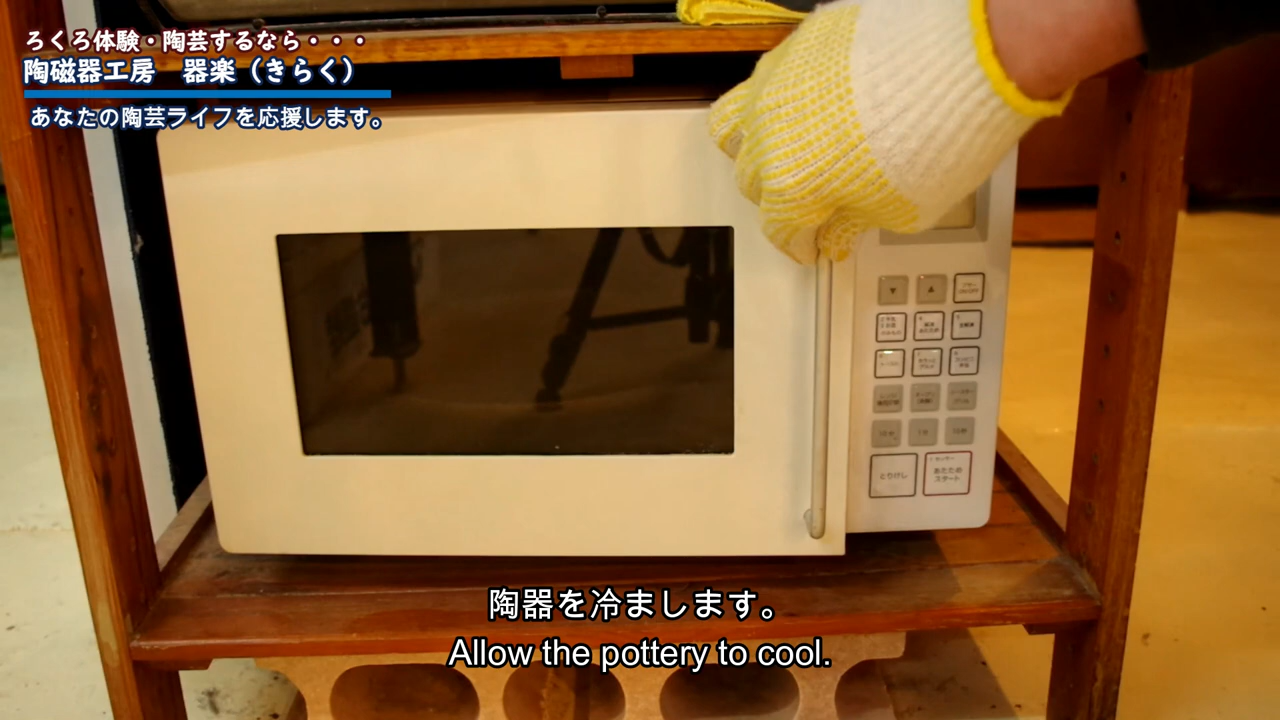 ろくろ体験・陶芸するなら・・・
陶磁器工房 器楽（きらく）
あなたの陶芸ライフを応援します。
▼ ▲
とりけし
あたため
スタート
陶器を冷まします。
Allow the pottery to cool.